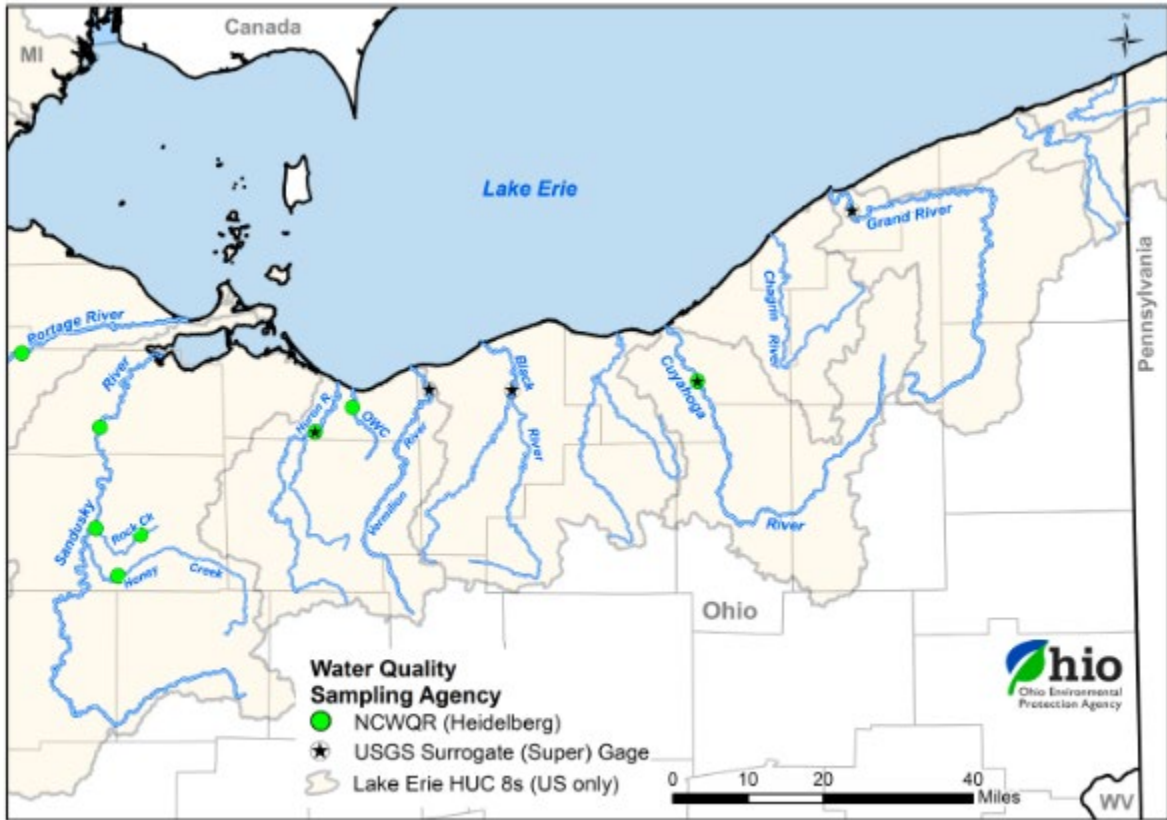 Canada
N
MI
Lake Erie
Grand River
Pennsylvania
Chagrin
River
Portage River
River
Black
Cuyahoga
Huron R
OWC
River
River
Vermilion
Sandusky
Rock Ck
River
Honey
Creek
Ohio
Water Quality
Sampling Agency
NCWQR (Heidelberg)
USGS Surrogate (Super) Gage
Lake Erie HUC 8s (US only)
Ohio
Ohio Environmental
Protection Agency
0 10 20 40
Miles
WV